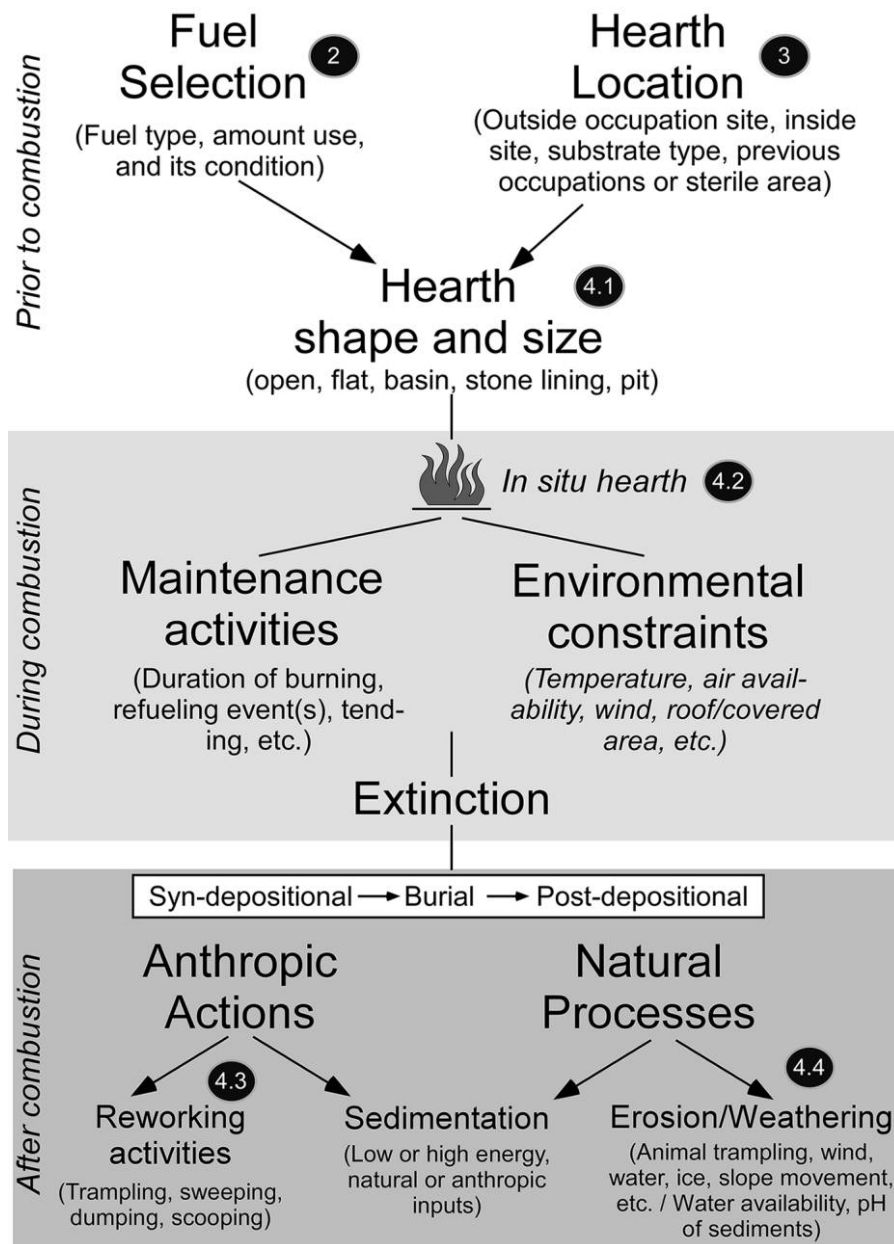 Prior to combustion
Fuel
Selection
2
(Fuel type, amount use,
and its condition)
Hearth
Location
3
(Outside occupation site, inside
site, substrate type, previous
occupations or sterile area)
Hearth
shape and size
4.1
(open, flat, basin, stone lining, pit)
During combustion
In situ hearth
4.2
Maintenance
activities
(Duration of burning,
refueling event(s), tend-
ing, etc.)
Environmental
constraints
(Temperature, air avail-
ability, wind, roof/covered
area, etc.)
Extinction
After combustion
Syn-depositional Burial Post-depositional
Anthropic
Actions
Natural
Processes
4.3
Reworking
activities
(Trampling, sweeping,
dumping, scooping)
Sedimentation
(Low or high energy,
natural or anthropic
inputs)
4.4
Erosion/Weathering
(Animal trampling, wind,
water, ice, slope movement,
etc. / Water availability, pH
of sediments)